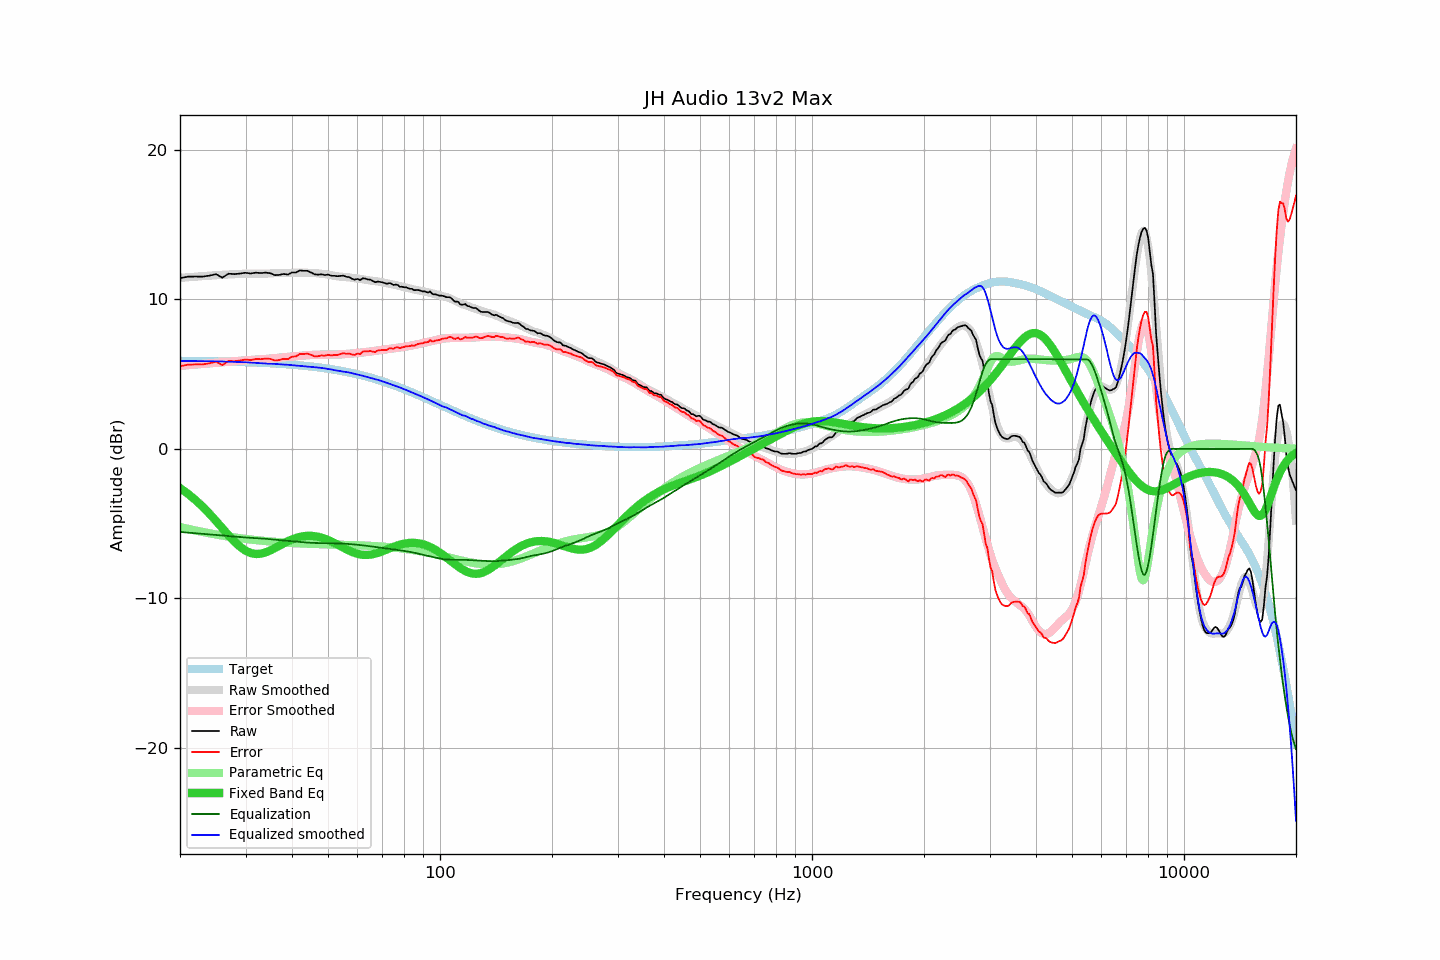 JH Audio 13v2 Max
20
10
0
−10
−20
Amplitude (dBr)
Target
Raw Smoothed
Error Smoothed
Raw
Error
Parametric Eq
Fixed Band Eq
Equalization
Equalized smoothed
100
1000
10000
Frequency (Hz)